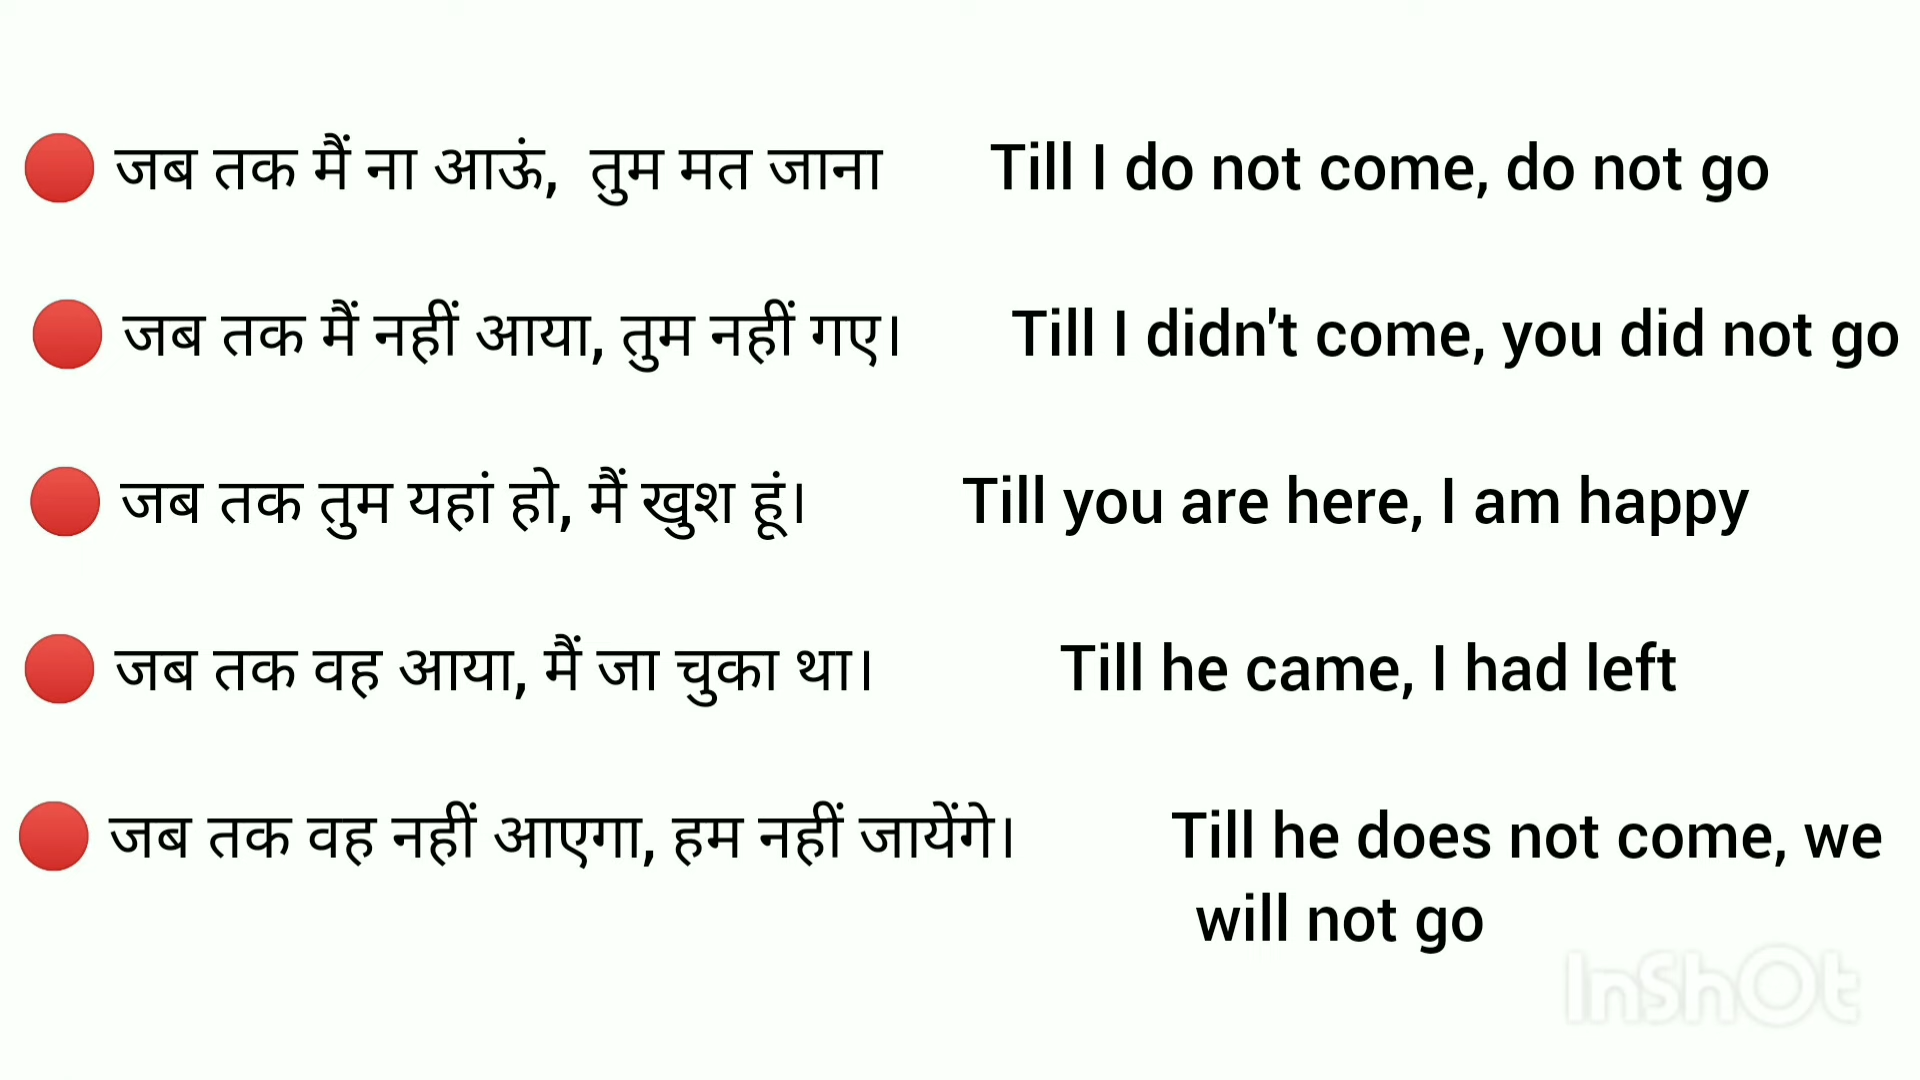 जब तक मैं ना आऊं, तुम मत जाना Till I do not come, do not go
जब तक मैं नहीं आया, तुम नहीं गए। Till I didn't come, you did not go
जब तक तुम यहां हो, मैं खुश हूं। Till you are here, I am happy
जब तक वह आया, मैं जा चुका था। Till he came, I had left
जब तक वह नहीं आएगा, हम नहीं जायेंगे। Till he does not come, we
will not go
InShOt